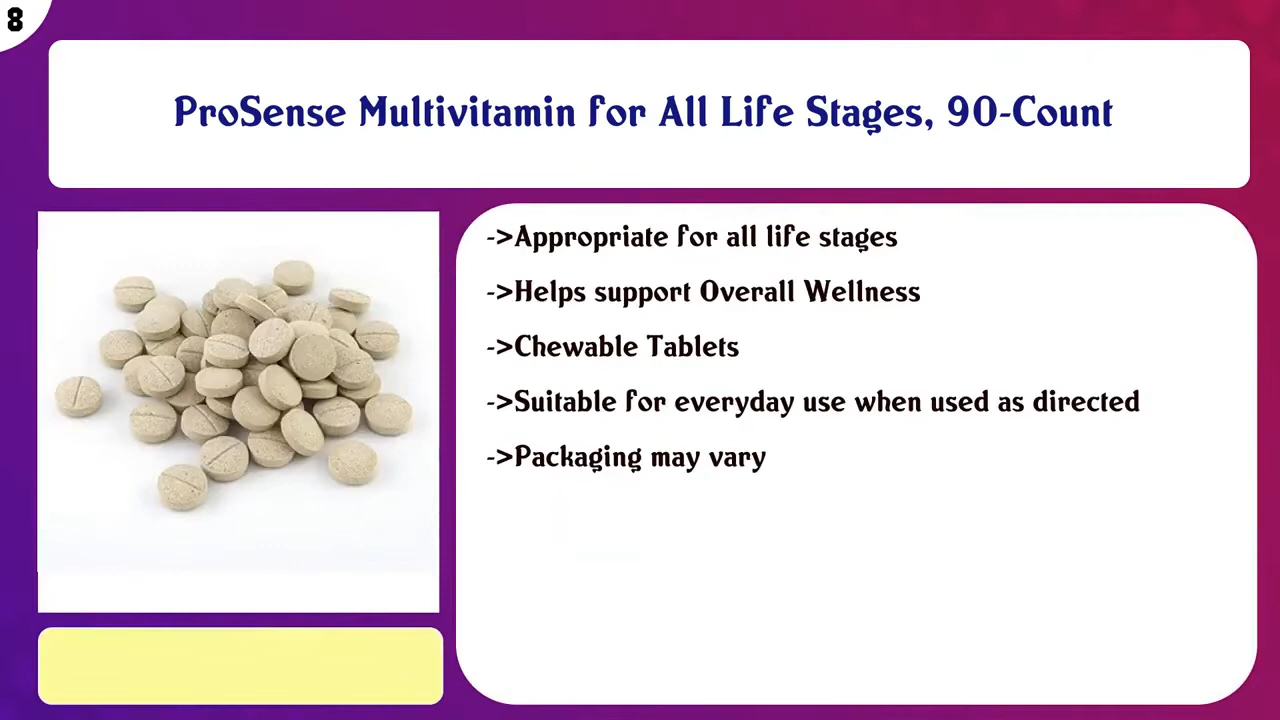 8
ProSense Multivitamin for All Life Stages, 90-Count
->Appropriate for all life stages
->Helps support Overall Wellness
->Chewable Tablets
->Suitable for everyday use when used as directed
->Packaging may vary